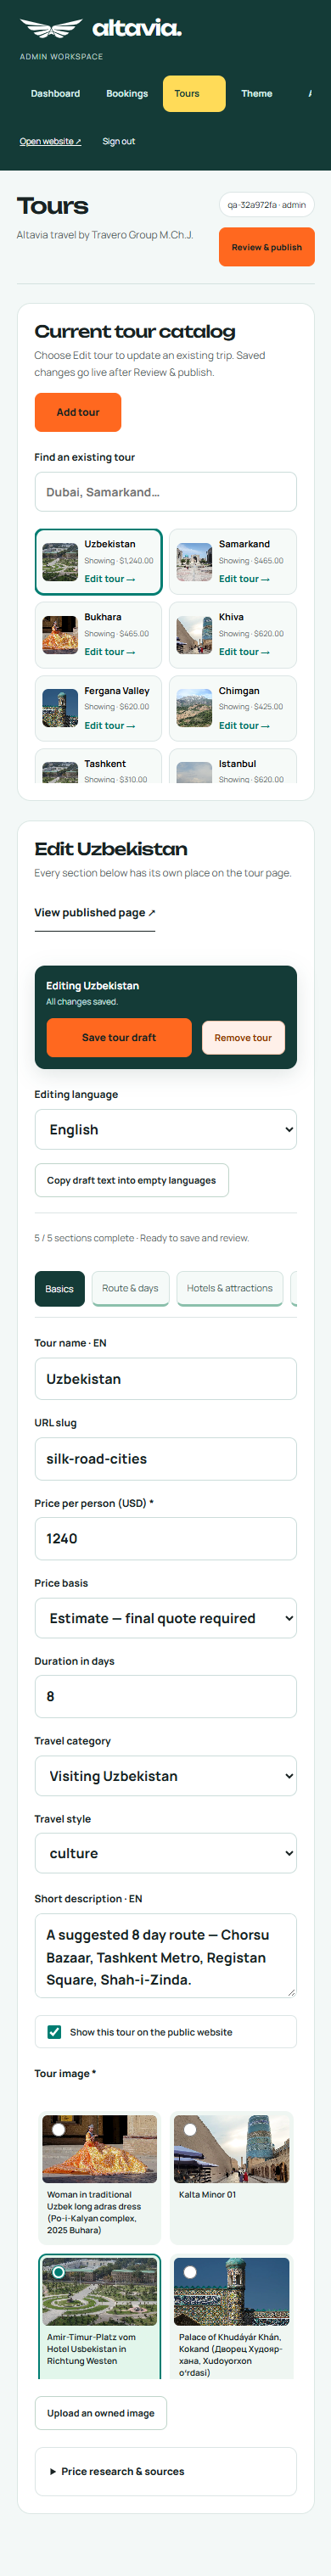 altavia.
ADMIN WORKSPACE
Dashboard Bookings Tours Theme
Open website ↗ Sign out
Tours
qa-32a972fa · admin
Altavia travel by Travero Group M.Ch.J.
Review & publish
Current tour catalog
Choose Edit tour to update an existing trip. Saved
changes go live after Review & publish.
Add tour
Find an existing tour
Dubai, Samarkand…
Uzbekistan
Showing · $1,240.00
Edit tour →
Samarkand
Showing · $465.00
Edit tour →
Bukhara
Showing · $465.00
Edit tour →
Khiva
Showing · $620.00
Edit tour →
Fergana Valley
Showing · $620.00
Edit tour →
Chimgan
Showing · $425.00
Edit tour →
Tashkent
Showing · $310.00
Istanbul
Showing · $620.00
Edit Uzbekistan
Every section below has its own place on the tour page.
View published page ↗
Editing Uzbekistan
All changes saved.
Save tour draft
Remove tour
Editing language
English
Copy draft text into empty languages
5 / 5 sections complete · Ready to save and review.
Basics Route & days Hotels & attractions
Tour name · EN
Uzbekistan
URL slug
silk-road-cities
Price per person (USD) *
1240
Price basis
Estimate — final quote required
Duration in days
8
Travel category
Visiting Uzbekistan
Travel style
culture
Short description · EN
A suggested 8 day route — Chorsu
Bazaar, Tashkent Metro, Registan
Square, Shah-i-Zinda.
Show this tour on the public website
Tour image *
Woman in traditional
Uzbek long adras dress
(Po-i-Kalyan complex,
2025 Buhara)
Kalta Minor 01
Amir-Timur-Platz vom
Hotel Usbekistan in
Richtung Westen
Palace of Khudáyár Khán,
Kokand (Дворец Худояр-
хана, Xudoyorxon
oʻrdasi)
Upload an owned image
▶ Price research & sources